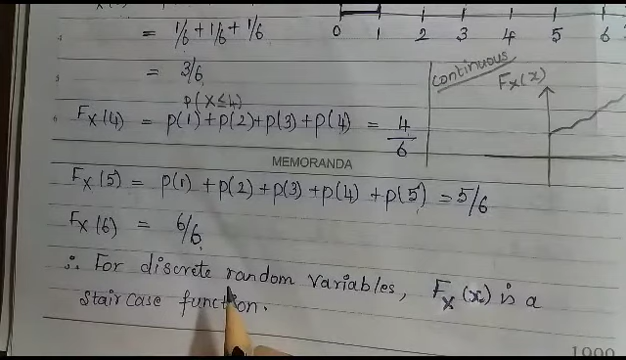 = 1/6 + 1/6 + 1/6
= 3/6
0 1 2 3 4 5 6
continuous
Fx(x)
P(X≤4)
Fx(4) = P(1)+P(2)+P(3)+P(4) = 4/6
MEMORANDA
Fx(5) = P(1)+P(2)+P(3)+P(4)+P(5) = 5/6
Fx(6) = 6/6
∴ For discrete random variables, Fx(x) is a
staircase function.